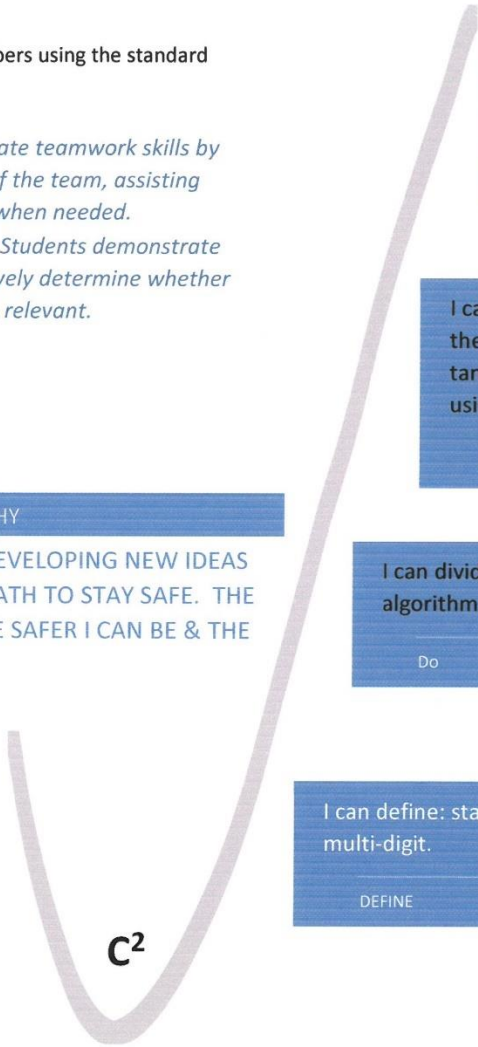 bers using the standard
ate teamwork skills by
f the team, assisting
when needed.
Students demonstrate
vely determine whether
relevant.
I ca
the
tar
usi
HY
EVELOPING NEW IDEAS
ATH TO STAY SAFE. THE
E SAFER I CAN BE & THE
I can divid
algorithm
Do
I can define: sta
multi-digit.
DEFINE
C²